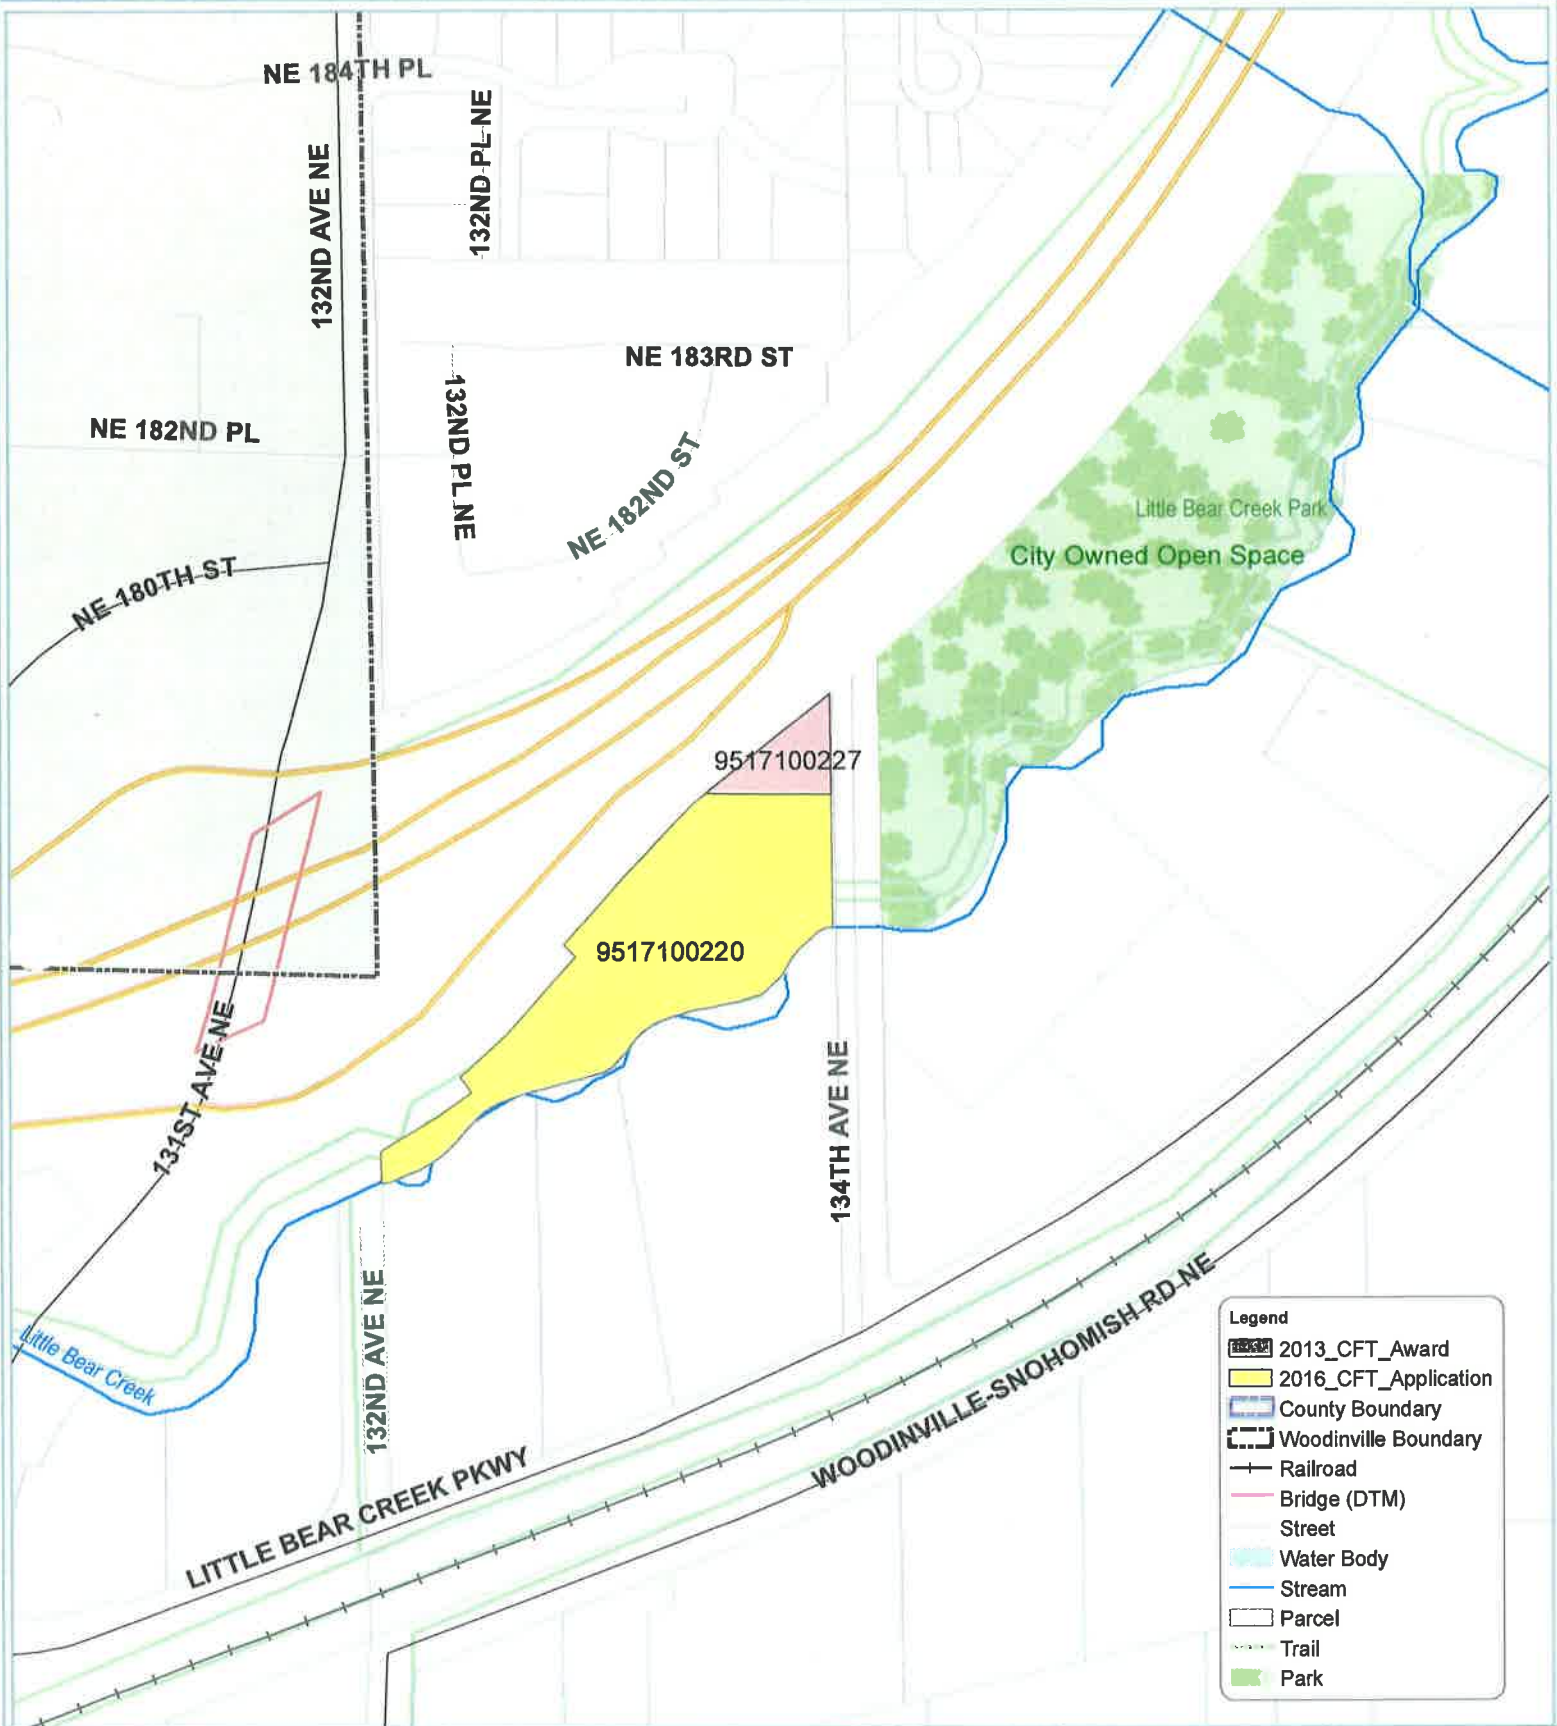 NE 184TH PL
132ND PL NE
132ND AVE NE
NE 183RD ST
132ND PL NE
NE 182ND PL
NE 182ND ST
Little Bear Creek Park
City Owned Open Space
NE 180TH ST
9517100227
9517100220
131ST AVE NE
134TH AVE NE
132ND AVE NE
Little Bear Creek
LITTLE BEAR CREEK PKWY
WOODINVILLE-SNOHOMISH RD NE
Legend
2013_CFT_Award
2016_CFT_Application
County Boundary
Woodinville Boundary
Railroad
Bridge (DTM)
Street
Water Body
Stream
Parcel
Trail
Park